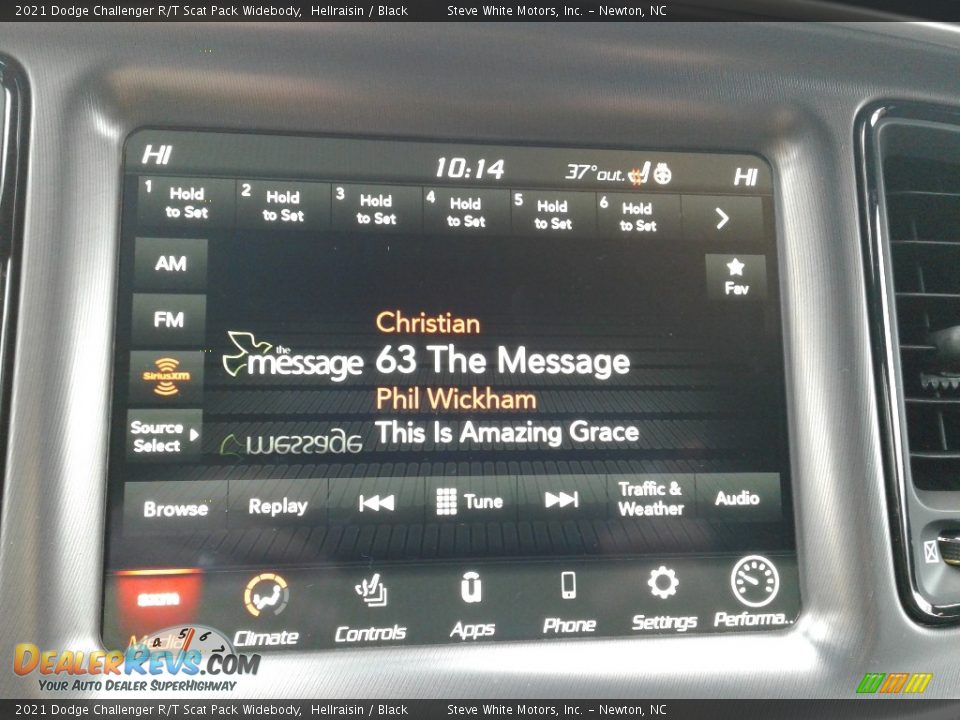 2021 Dodge Challenger R/T Scat Pack Widebody, Hellraisin / Black Steve White Motors, Inc. - Newton, NC
HI 10:14 37°out. HI
1 Hold to Set 2 Hold to Set 3 Hold to Set 4 Hold to Set 5 Hold to Set 6 Hold to Set
AM
Fav
FM
Christian
the message 63 The Message
SiriusXM
Phil Wickham
Source Select
message This Is Amazing Grace
Browse Replay Tune Traffic & Weather Audio
Media Climate Controls Apps Phone Settings Performa..
5 6
DealerRevs.com
Your Auto Dealer SuperHighway
2021 Dodge Challenger R/T Scat Pack Widebody, Hellraisin / Black Steve White Motors, Inc. - Newton, NC